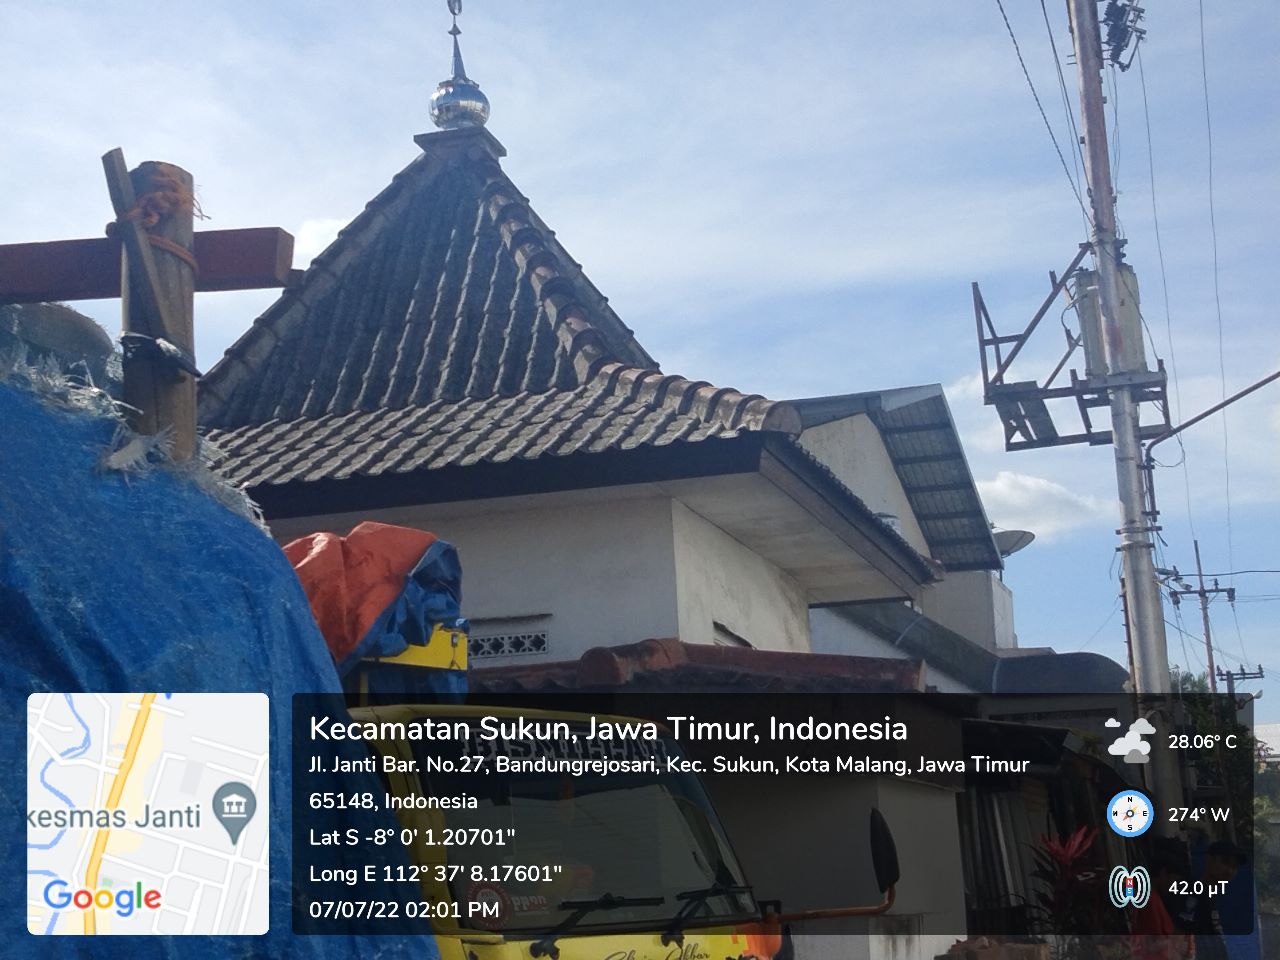 Kecamatan Sukun, Jawa Timur, Indonesia
Jl. Janti Bar. No.27, Bandungrejosari, Kec. Sukun, Kota Malang, Jawa Timur
65148, Indonesia
Lat S -8° 0' 1.20701"
Long E 112° 37' 8.17601"
07/07/22 02:01 PM
28.06° C
274° W
42.0 µT
N
E
S
W
kesmas Janti
Google